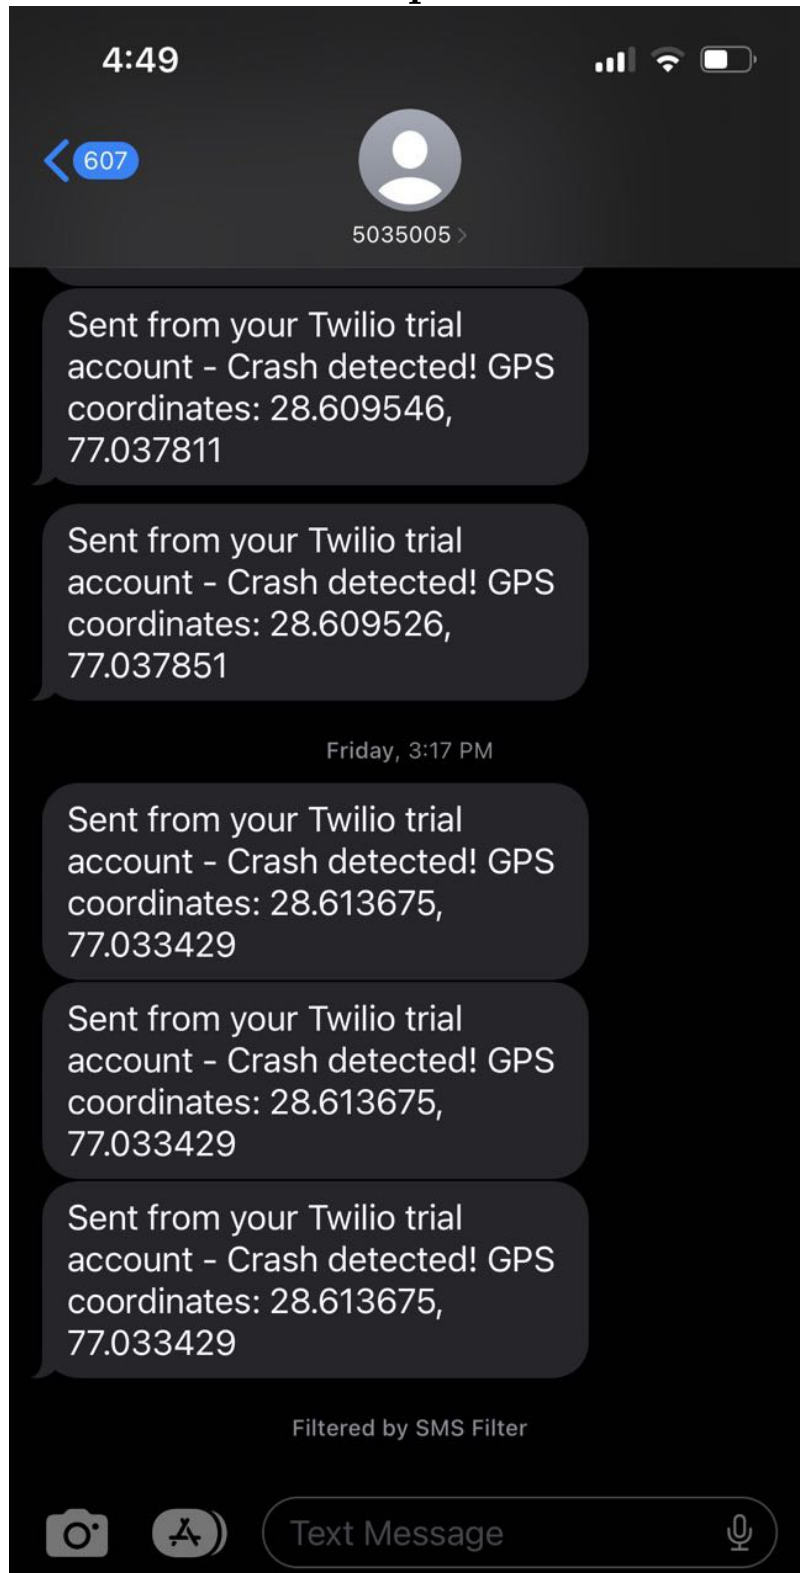 4:49
607
5035005
Sent from your Twilio trial
account - Crash detected! GPS
coordinates: 28.609546,
77.037811
Sent from your Twilio trial
account - Crash detected! GPS
coordinates: 28.609526,
77.037851
Friday, 3:17 PM
Sent from your Twilio trial
account - Crash detected! GPS
coordinates: 28.613675,
77.033429
Sent from your Twilio trial
account - Crash detected! GPS
coordinates: 28.613675,
77.033429
Sent from your Twilio trial
account - Crash detected! GPS
coordinates: 28.613675,
77.033429
Filtered by SMS Filter
Text Message